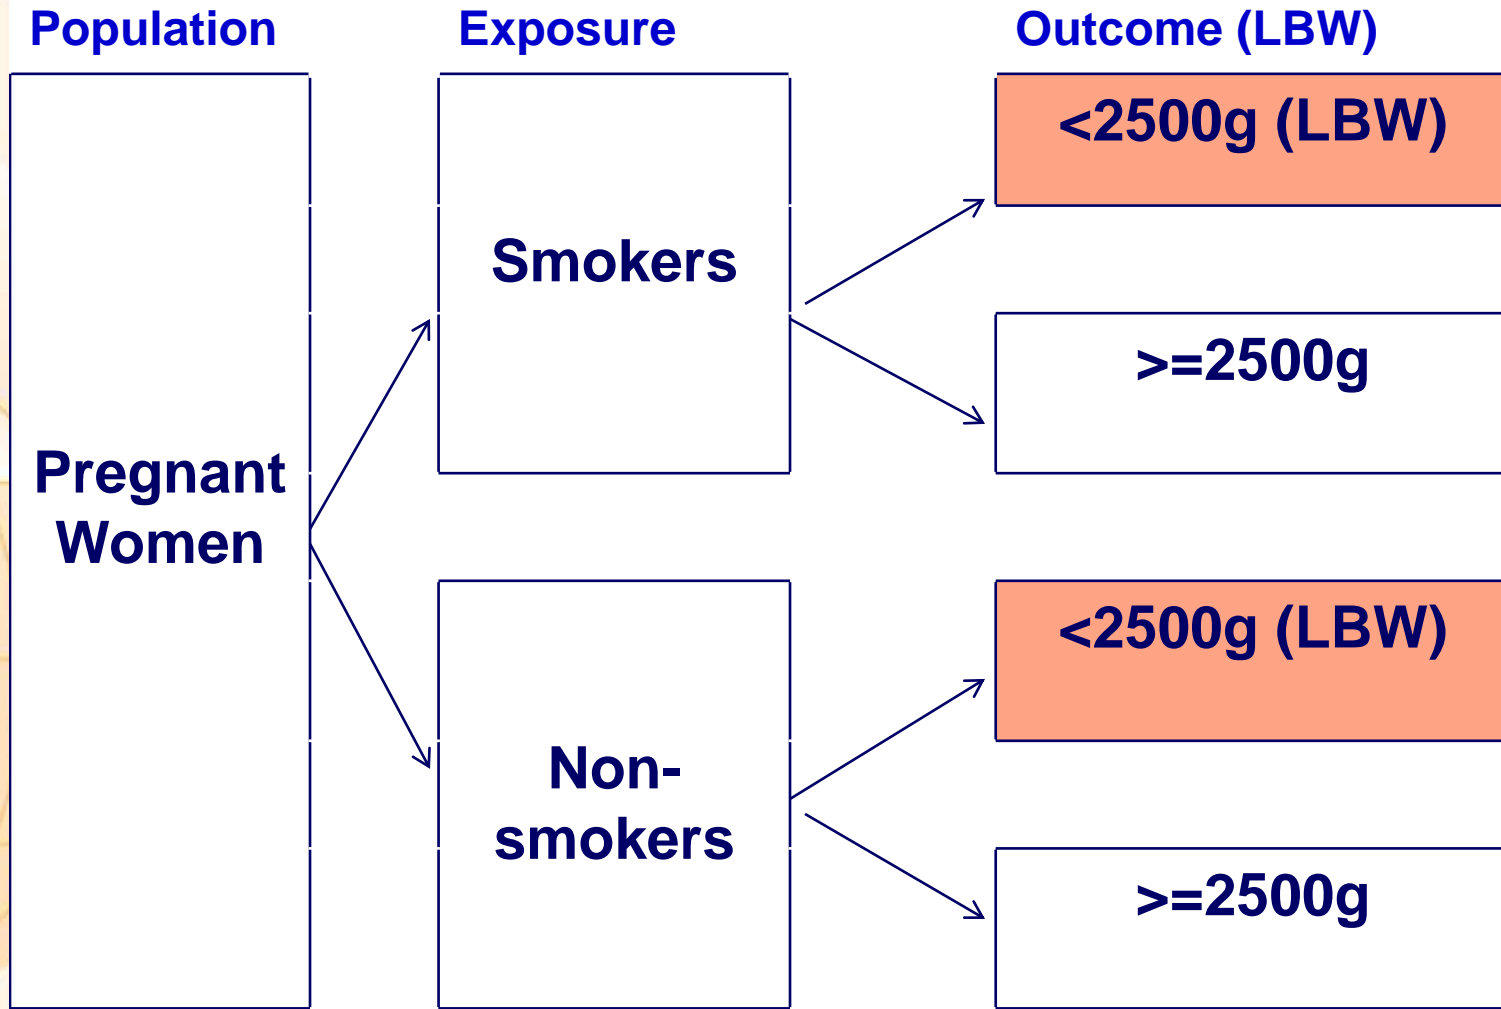 Population
Exposure
Outcome (LBW)
Pregnant
Women
Smokers
<2500g (LBW)
>=2500g
Non-
smokers
<2500g (LBW)
>=2500g